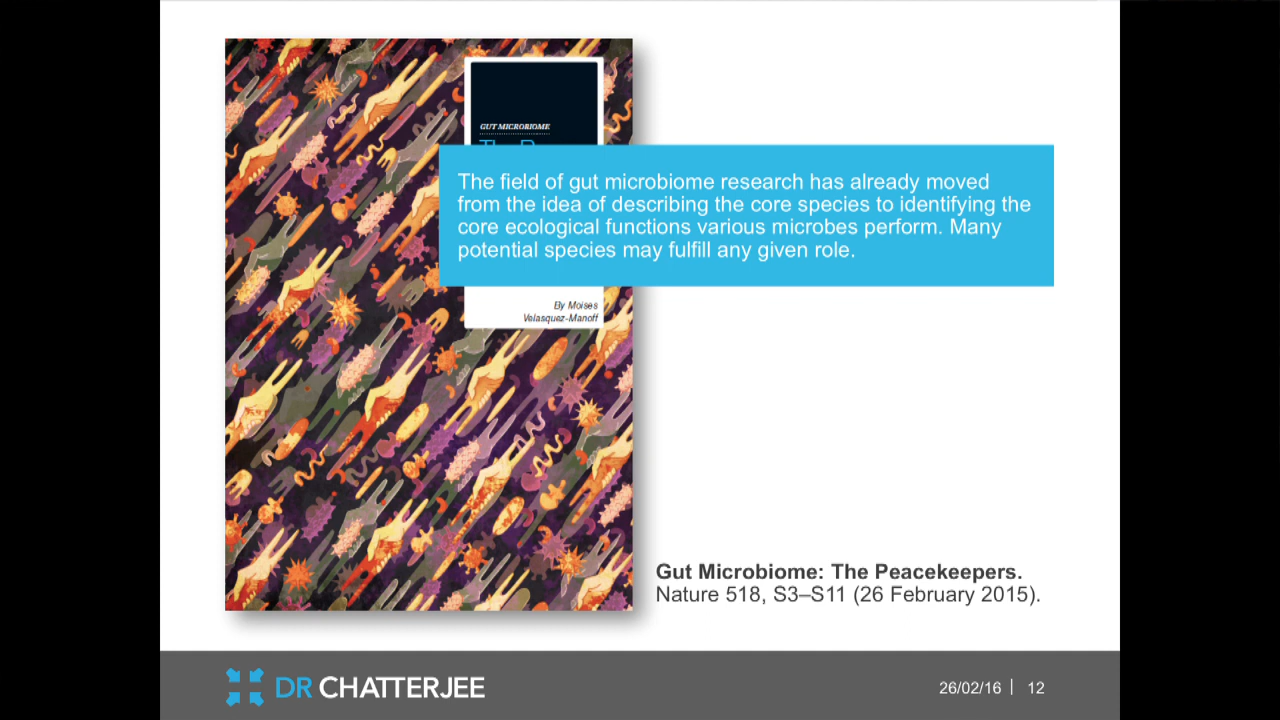 GUT MICROBIOME
The field of gut microbiome research has already moved
from the idea of describing the core species to identifying the
core ecological functions various microbes perform. Many
potential species may fulfill any given role.
By Moises
Velasquez-Manoff
Gut Microbiome: The Peacekeepers.
Nature 518, S3–S11 (26 February 2015).
DR CHATTERJEE
26/02/16 | 12